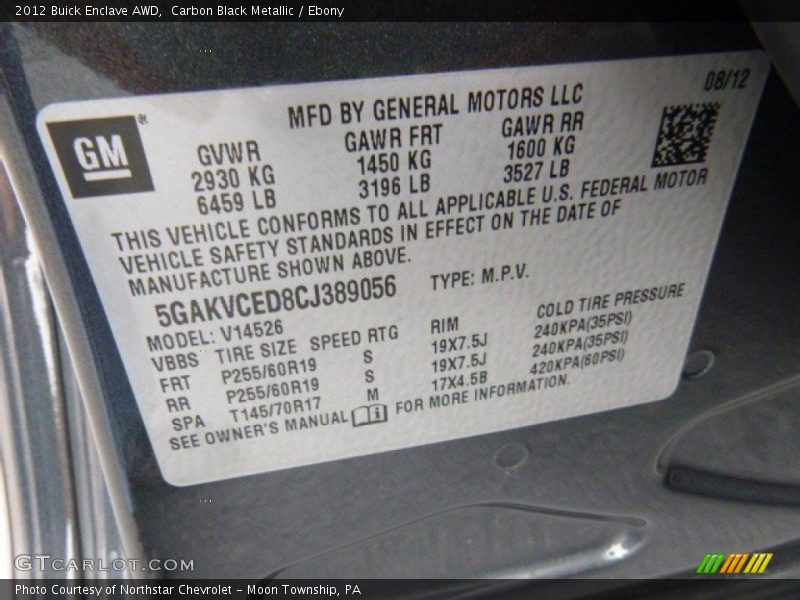 2012 Buick Enclave AWD,  Carbon Black Metallic / Ebony
08/12
MFD BY GENERAL MOTORS LLC
GM®
GVWR GAWR FRT GAWR RR
2930 KG 1450 KG 1600 KG
6459 LB 3196 LB 3527 LB
THIS VEHICLE CONFORMS TO ALL APPLICABLE U.S. FEDERAL MOTOR
VEHICLE SAFETY STANDARDS IN EFFECT ON THE DATE OF
MANUFACTURE SHOWN ABOVE.
5GAKVCED8CJ389056 TYPE: M.P.V.
MODEL: V14526
VBBS TIRE SIZE SPEED RTG RIM COLD TIRE PRESSURE
FRT P255/60R19 S 19X7.5J 240KPA(35PSI)
RR P255/60R19 S 19X7.5J 240KPA(35PSI)
SPA T145/70R17 M 17X4.5B 420KPA(60PSI)
SEE OWNER'S MANUAL FOR MORE INFORMATION.
GTCARLOT.COM
Photo Courtesy of Northstar Chevrolet – Moon Township, PA